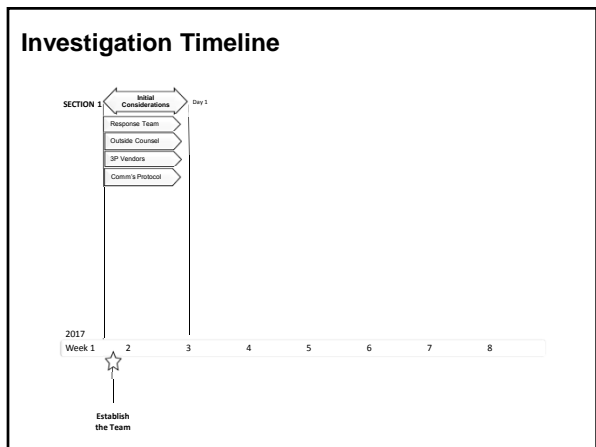 Investigation Timeline
SECTION 1
Initial
Considerations
Day 1
Response Team
Outside Counsel
3P Vendors
Comm's Protocol
2017
Week 1 2 3 4 5 6 7 8
Establish
the Team